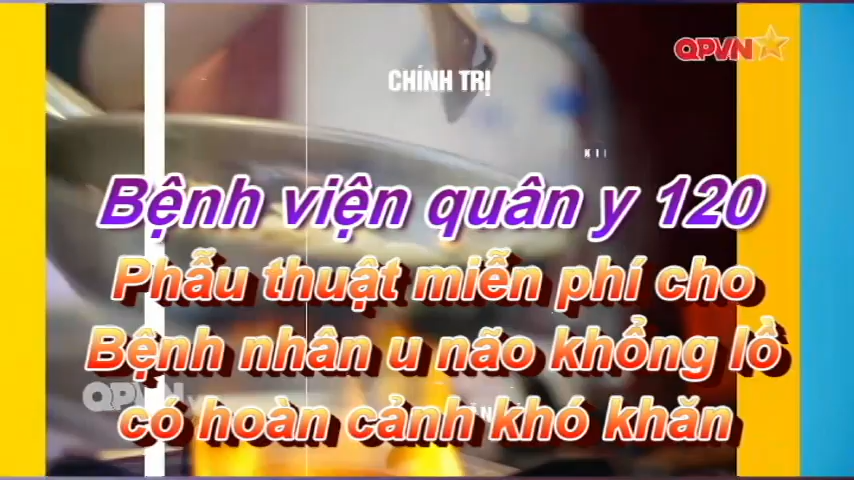 QPVN
CHÍNH TRỊ
Bệnh viện quân y 120
Phẫu thuật miễn phí cho
Bệnh nhân u não khổng lồ
QPVN
có hoàn cảnh khó khăn